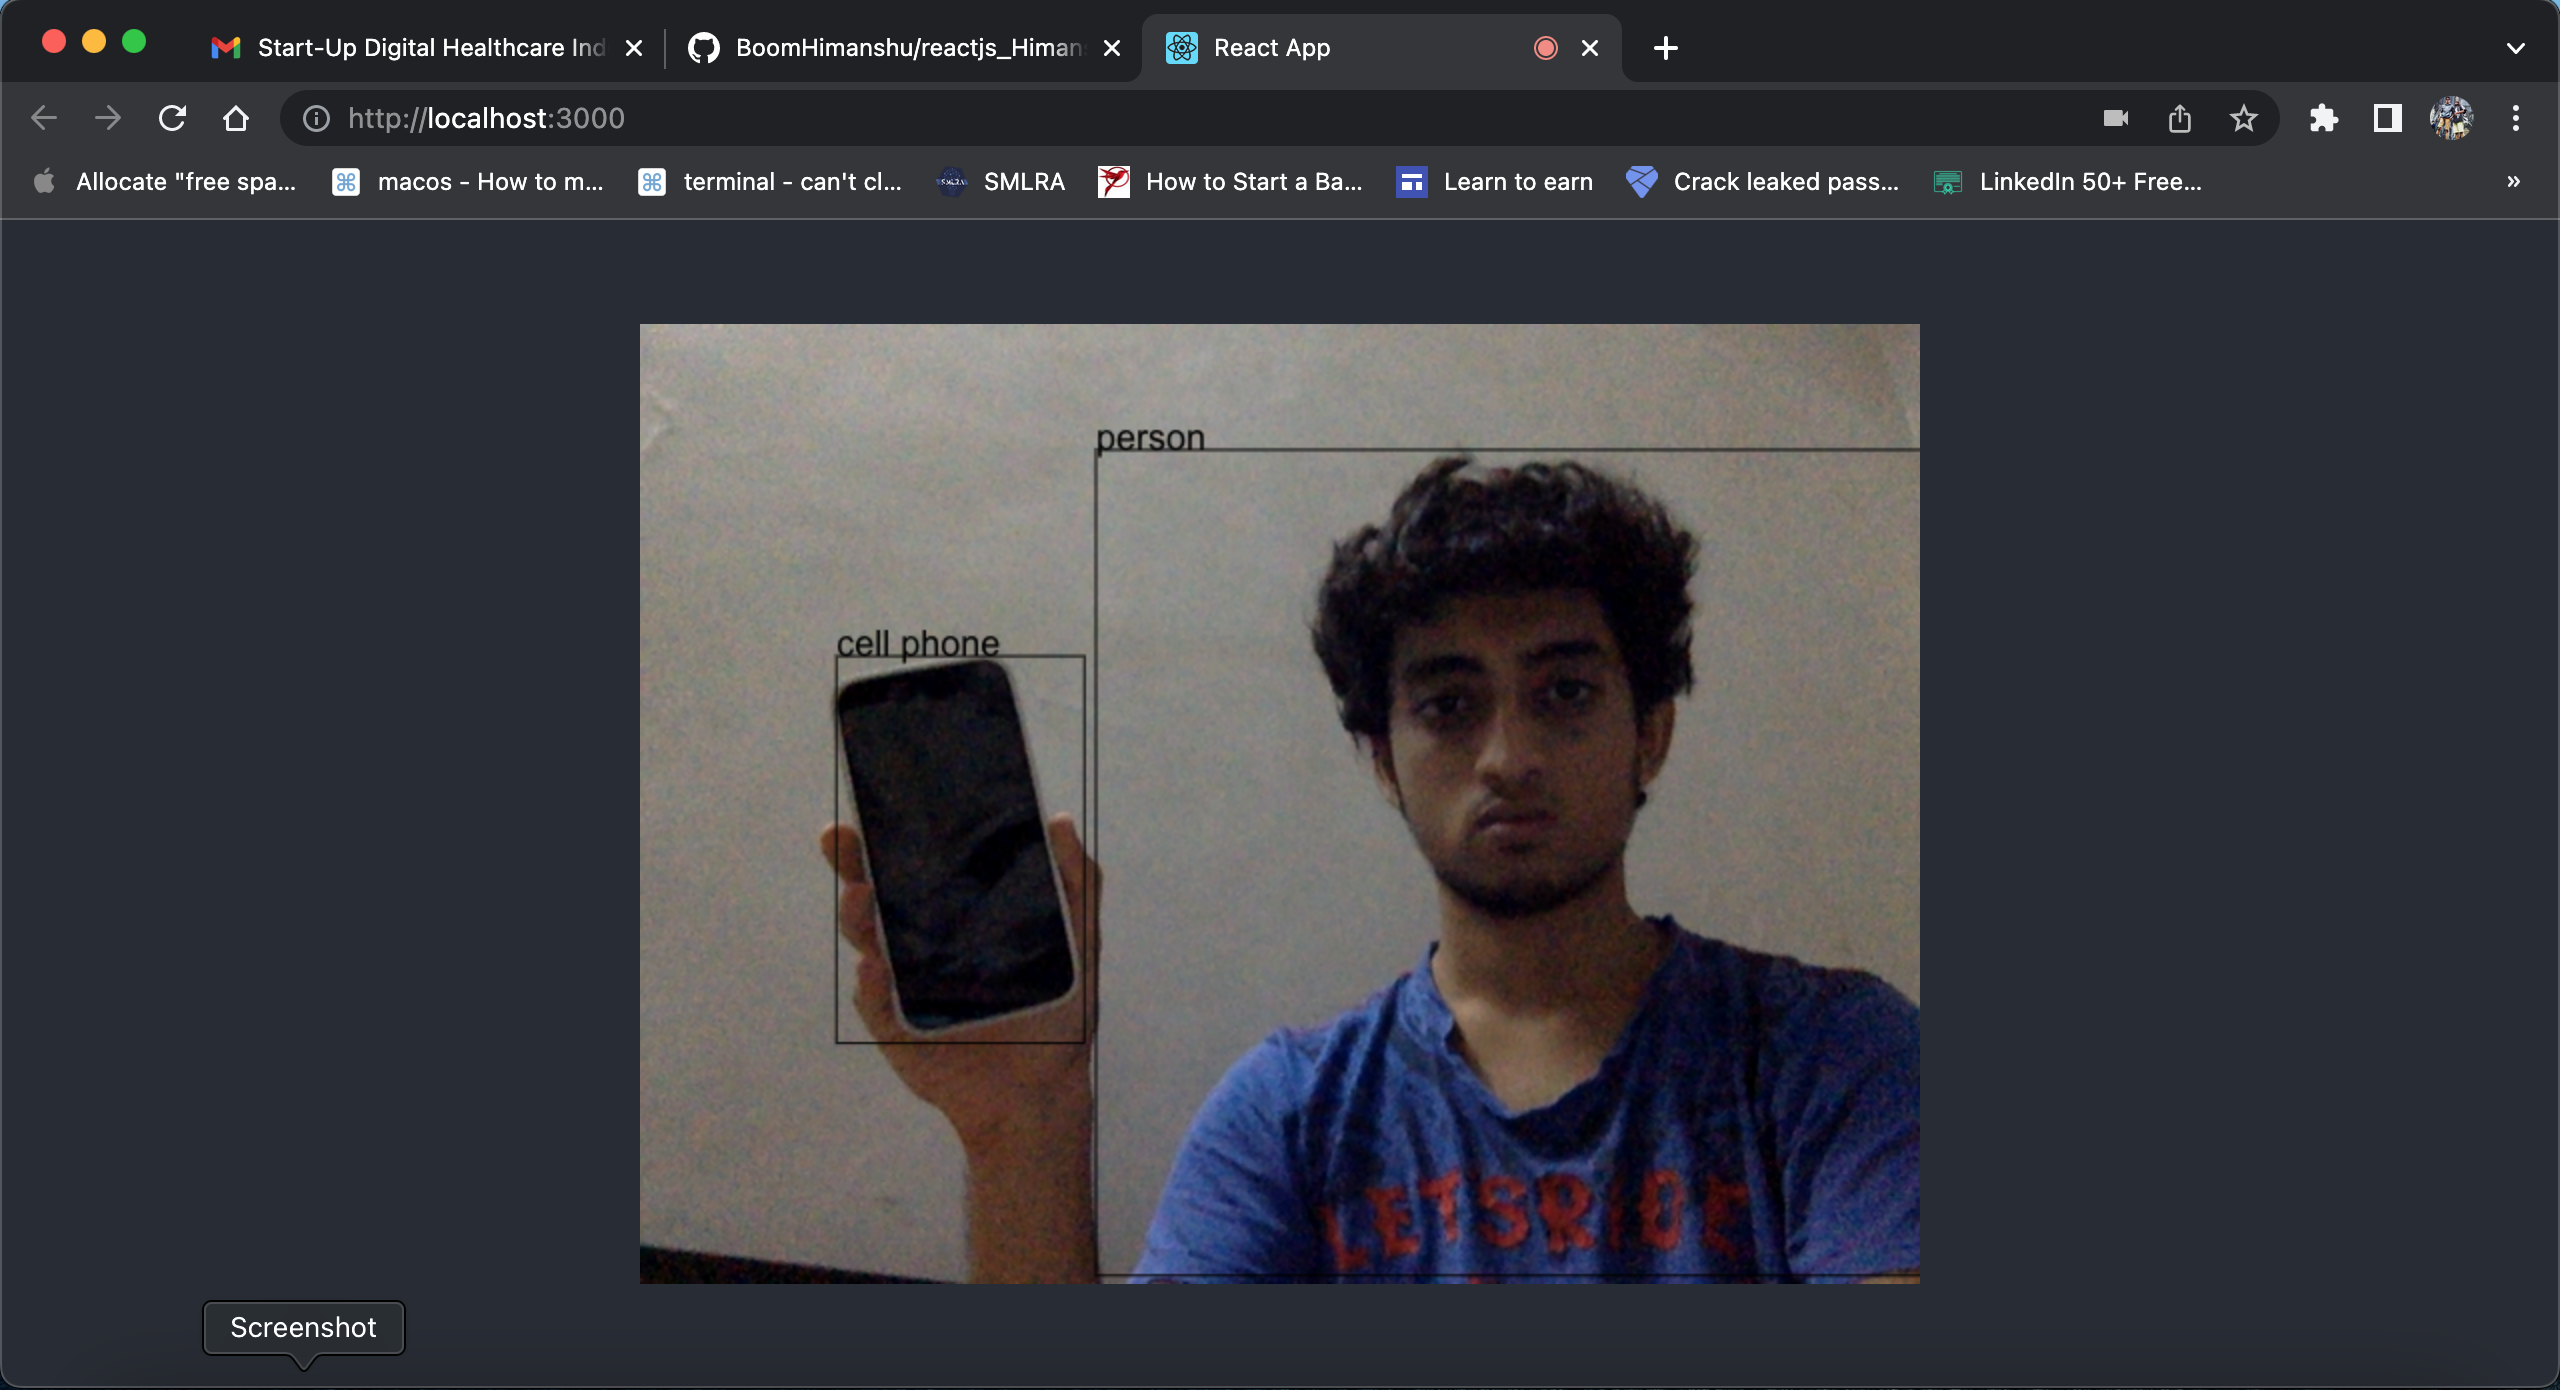 Start-Up Digital Healthcare Ind
BoomHimanshu/reactjs_Himans
React App
http://localhost:3000
Allocate "free spa...
macos - How to m...
terminal - can't cl...
SMLRA
SMLRA
How to Start a Ba...
Learn to earn
Crack leaked pass...
LinkedIn 50+ Free...
»
person
cell phone
LETSRIDE
Screenshot